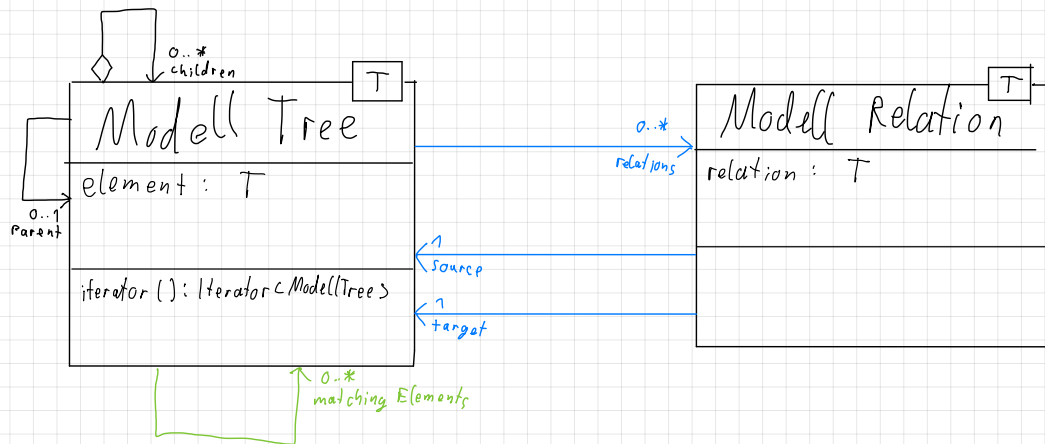 0..*
children
T
T
Modell Tree
Modell Relation
0..*
relations
element : T
relation : T
0..1
Parent
1
source
iterator () : Iterator<ModellTree>
1
target
0..*
matching Elements